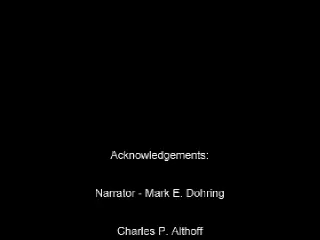 Acknowledgements:
Narrator - Mark E. Dohring
Charles P. Althoff